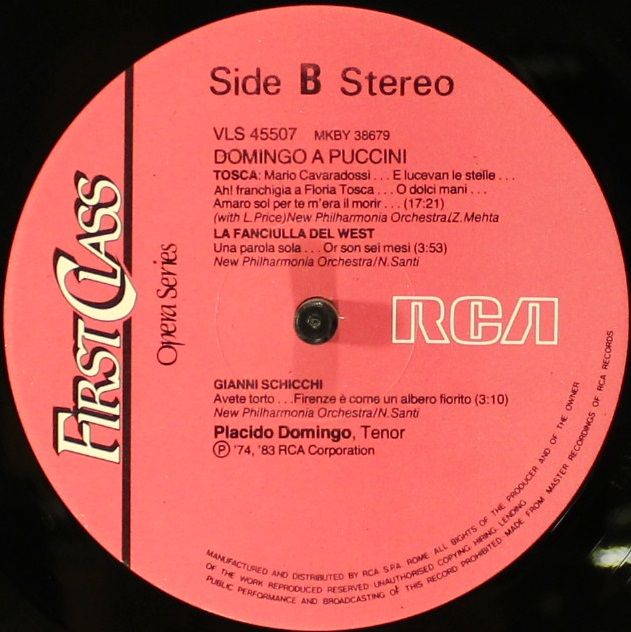 Side B Stereo
VLS 45507 MKBY 38679
DOMINGO A PUCCINI
TOSCA: Mario Cavaradossi . . . E lucevan le stelle . . .
Ah! franchigia a Floria Tosca . . . O dolci mani . . .
Amaro sol per te m'era il morir . . . (17:21)
(with L. Price) New Philharmonia Orchestra/Z. Mehta
LA FANCIULLA DEL WEST
Una parola sola . . . Or son sei mesi (3:53)
New Philharmonia Orchestra/N. Santi
FIRST CLASS
Opera Series
RCA
GIANNI SCHICCHI
Avete torto . . . Firenze è come un albero fiorito (3:10)
New Philharmonia Orchestra/N. Santi
Placido Domingo, Tenor
Ⓟ '74, '83 RCA Corporation
MANUFACTURED AND DISTRIBUTED BY RCA S.P.A. ROME. ALL RIGHTS OF THE PRODUCER AND OF THE OWNER
OF THE WORK REPRODUCED RESERVED. UNAUTHORISED COPYING, HIRING, LENDING,
PUBLIC PERFORMANCE AND BROADCASTING OF THIS RECORD PROHIBITED. MADE FROM MASTER RECORDINGS OF RCA RECORDS